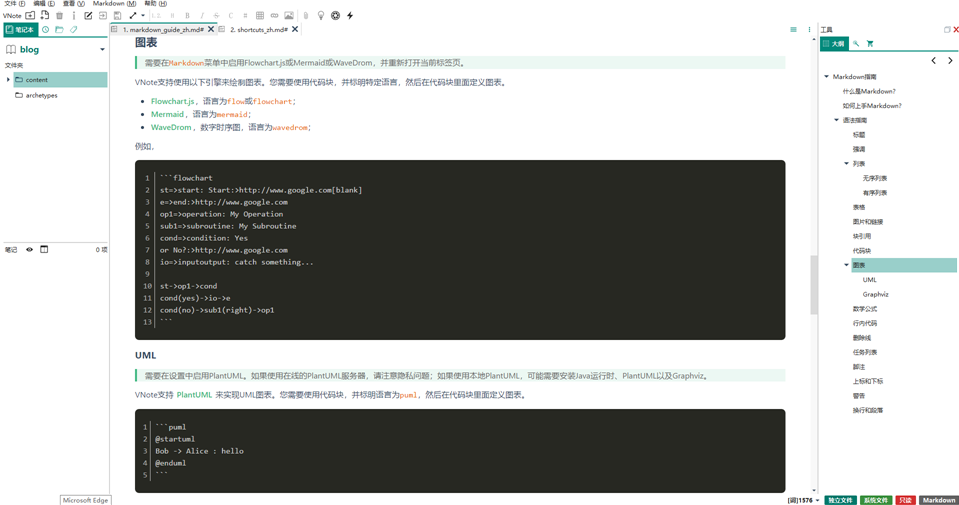 文件 (F) 编辑 (E) 查看 (V) Markdown (M) 帮助 (H)
VNote
笔记本
1. markdown_guide_zh.md#
2. shortcuts_zh.md#
blog
文件夹
content
archetypes
笔记
0 项
图表
需要在Markdown菜单中启用Flowchart.js或Mermaid或WaveDrom，并重新打开当前标签页。
VNote支持使用以下引擎来绘制图表。您需要使用代码块，并标明特定语言，然后在代码块里面定义图表。
• Flowchart.js，语言为flow或flowchart；
• Mermaid，语言为mermaid；
• WaveDrom，数字时序图，语言为wavedrom；
例如，
1 ```flowchart
2 st=>start: Start:>http://www.google.com[blank]
3 e=>end:>http://www.google.com
4 op1=>operation: My Operation
5 sub1=>subroutine: My Subroutine
6 cond=>condition: Yes
7 or No?:>http://www.google.com
8 io=>inputoutput: catch something...
9
10 st->op1->cond
11 cond(yes)->io->e
12 cond(no)->sub1(right)->op1
13 ```
UML
需要在设置中启用PlantUML。如果使用在线的PlantUML服务器，请注意隐私问题；如果使用本地PlantUML，可能需要安装Java运行时、PlantUML以及Graphviz。
VNote支持 PlantUML 来实现UML图表。您需要使用代码块，并标明语言为puml，然后在代码块里面定义图表。
1 ```puml
2 @startuml
3 Bob -> Alice : hello
4 @enduml
5 ```
工具
大纲
Markdown指南
什么是Markdown?
如何上手Markdown?
语法指南
标题
强调
列表
无序列表
有序列表
表格
图片和链接
块引用
代码块
图表
UML
Graphviz
数学公式
行内代码
删除线
任务列表
脚注
上标和下标
警告
换行和段落
Microsoft Edge
[词]1576
独立文件
系统文件
只读
Markdown